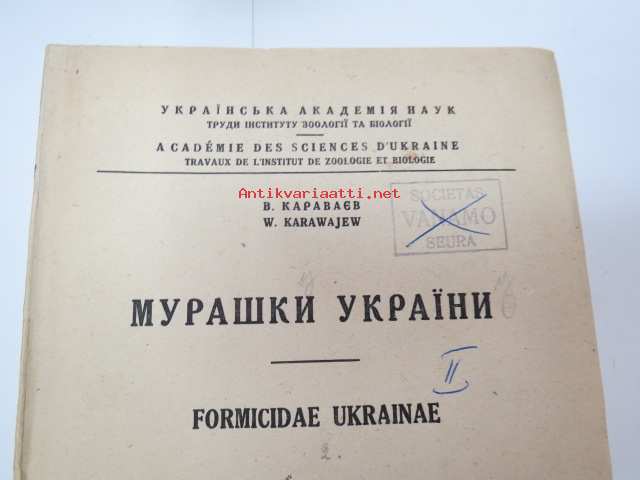 УКРАЇНСЬКА АКАДЕМІЯ НАУК
ТРУДИ ІНСТИТУТУ ЗООЛОГІЇ ТА БІОЛОГІЇ
ACADÉMIE DES SCIENCES D'UKRAINE
TRAVAUX DE L'INSTITUT DE ZOOLOGIE ET BIOLOGIE
Antikvariaatti.net
В. КАРАВАЄВ
W. KARAWAJEW
SOCIETAS
VANAMO
SEURA
МУРАШКИ УКРАЇНИ
II
FORMICIDAE UKRAINAE
2.